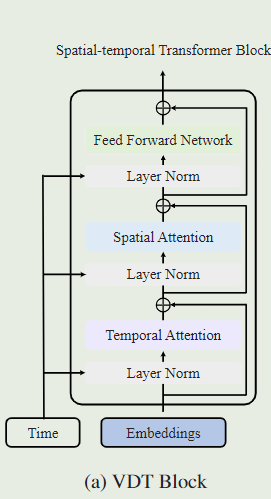 Spatial-temporal Transformer Block
Feed Forward Network
Layer Norm
Spatial Attention
Layer Norm
Temporal Attention
Layer Norm
Time
Embeddings
(a) VDT Block